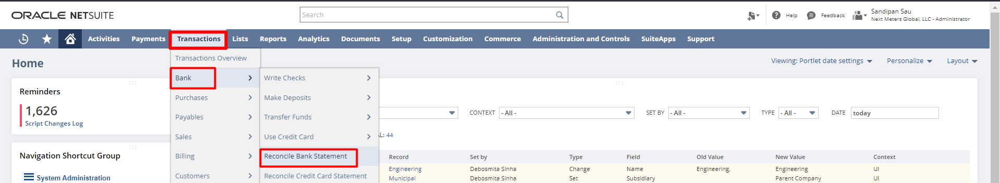 ORACLE NETSUITE
Search
Help
Feedback
Sandipan Sau
Next Meters Global, LLC - Administrator
Activities Payments Transactions Lists Reports Analytics Documents Setup Customization Commerce Administration and Controls SuiteApps Support
Home
Viewing: Portlet date settings Personalize Layout
Transactions Overview
Bank
Purchases
Payables
Sales
Billing
Customers
Write Checks
Make Deposits
Transfer Funds
Use Credit Card
Reconcile Bank Statement
Reconcile Credit Card Statement
Reminders
1,626
Script Changes Log
Navigation Shortcut Group
System Administration
CONTEXT - All - SET BY - All - TYPE - All - DATE today
44
Record Set by Type Field Old Value New Value Context
Engineering Debosmita Sinha Change Name Engineering, Engineering UI
Municipal Debosmita Sinha Set Subsidiary Parent Company UI